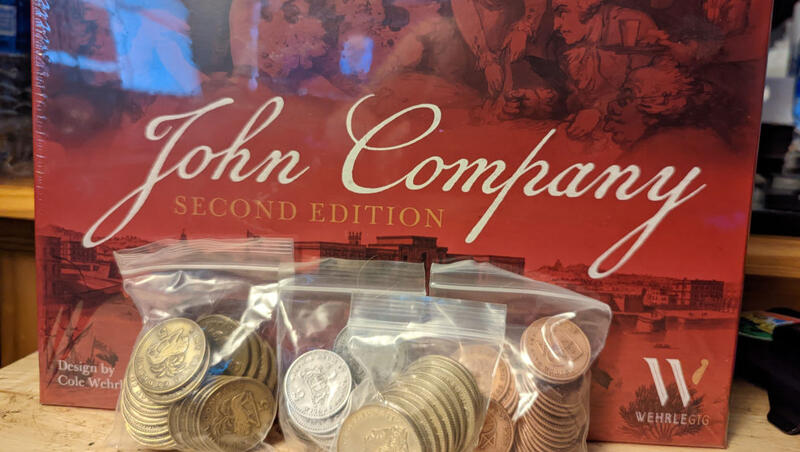 John Company
SECOND EDITION
Design by
Cole Wehrl
WEHRLEGIG